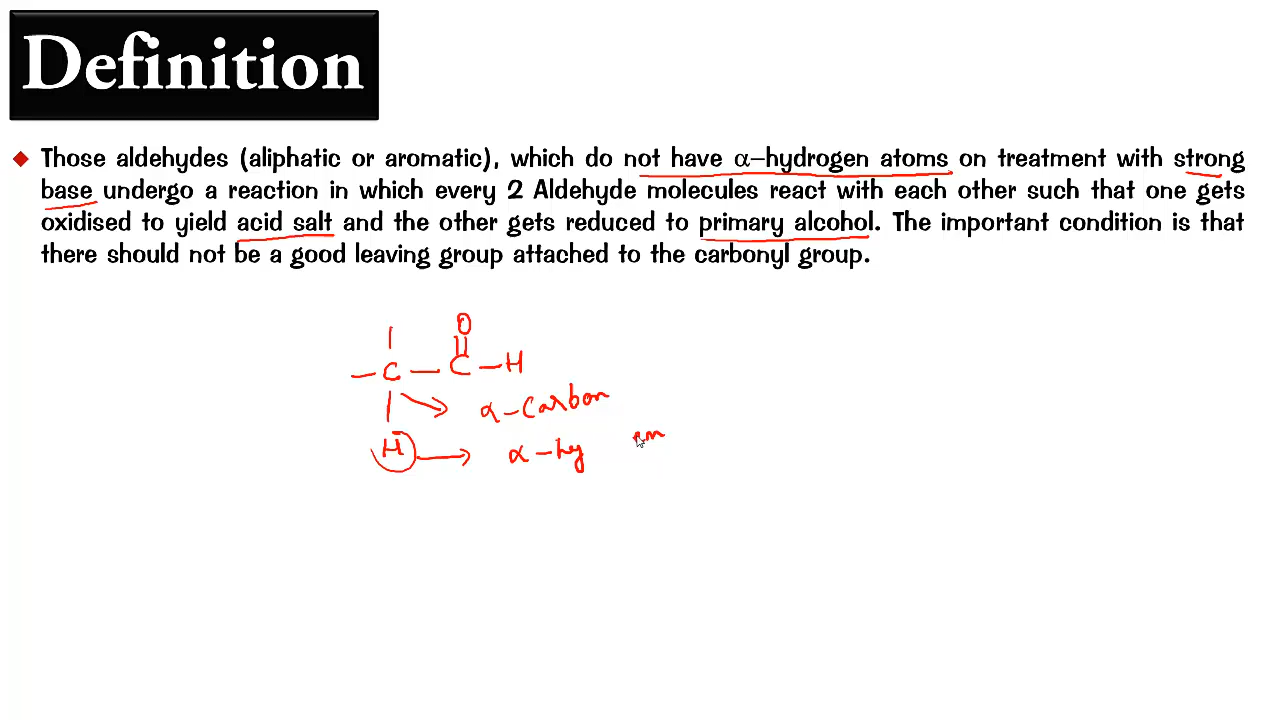 Definition
Those aldehydes (aliphatic or aromatic), which do not have α-hydrogen atoms on treatment with strong
base undergo a reaction in which every 2 Aldehyde molecules react with each other such that one gets
oxidised to yield acid salt and the other gets reduced to primary alcohol. The important condition is that
there should not be a good leaving group attached to the carbonyl group.
O
C C H
α-Carbon
H α-hy